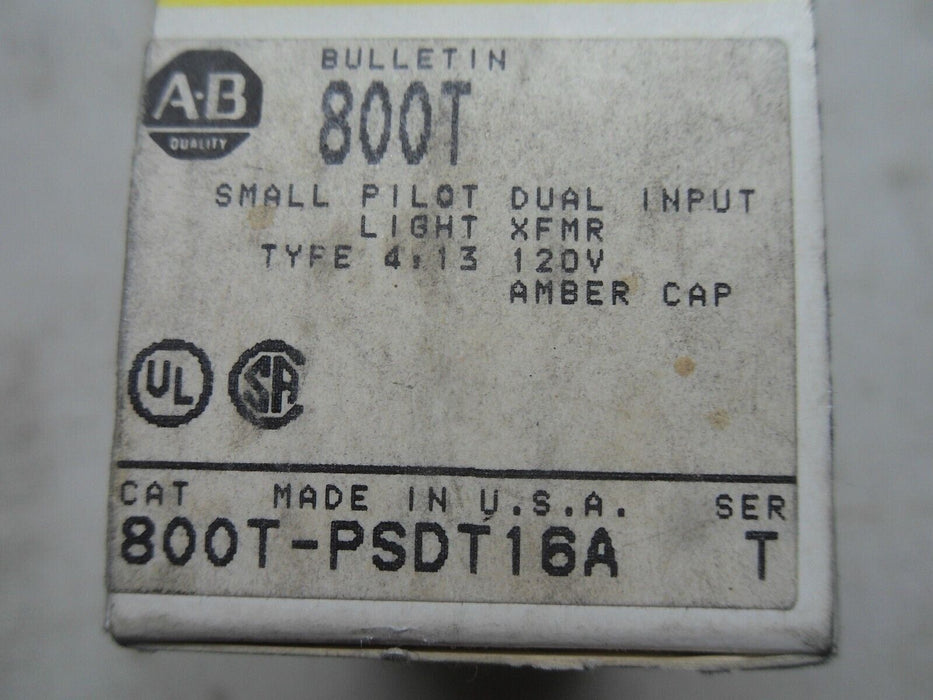 A·B
QUALITY
BULLETIN
800T
SMALL PILOT DUAL INPUT
LIGHT XFMR
TYPE 4,13 120V
AMBER CAP
UL
SA
CAT MADE IN U.S.A. SER
800T-PSDT16A T